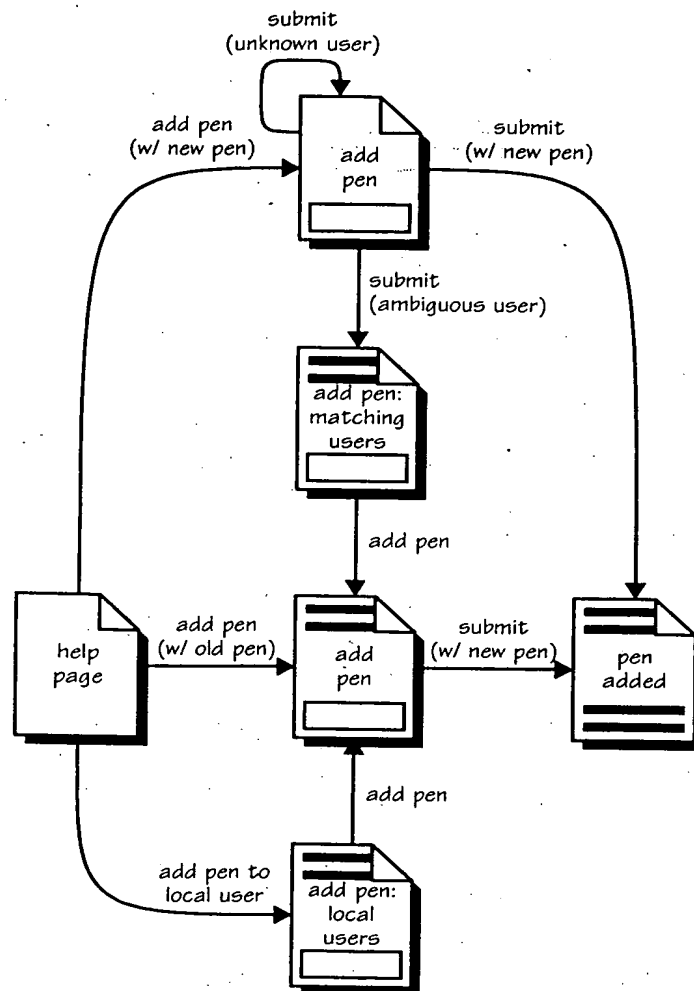 submit
(unknown user)
add pen
(w/ new pen)
add
pen
submit
(w/ new pen)
submit
(ambiguous user)
add pen:
matching
users
add pen
help
page
add pen
(w/ old pen)
add
pen
submit
(w/ new pen)
pen
added
add pen
add pen to
local user
add pen:
local
users